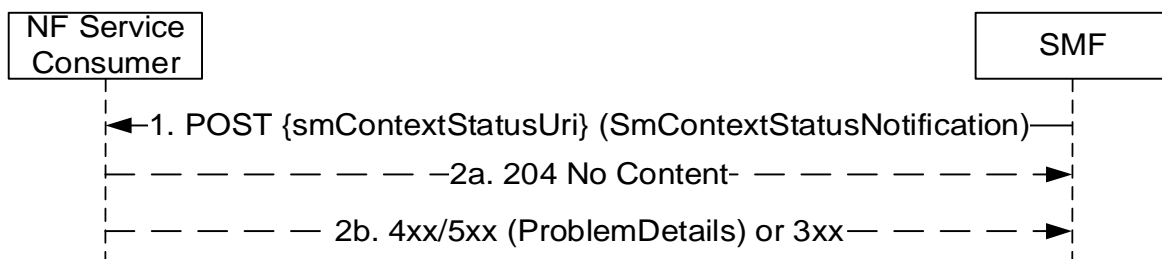 NF Service
Consumer
SMF
1. POST {smContextStatusUri} (SmContextStatusNotification)
2a. 204 No Content
2b. 4xx/5xx (ProblemDetails) or 3xx